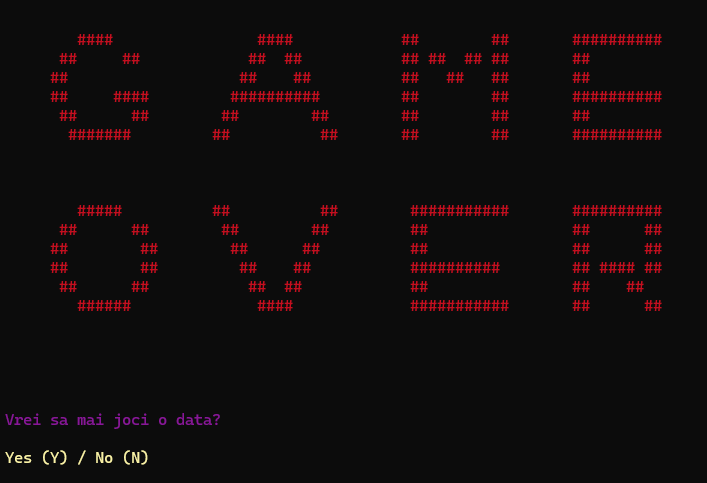 GAME
OVER
Vrei sa mai joci o data?
Yes (Y) / No (N)